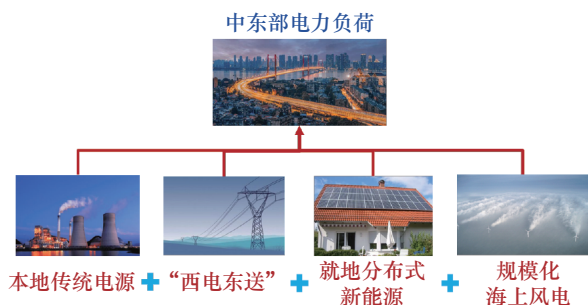 中东部电力负荷
本地传统电源
“西电东送”
就地分布式
新能源
规模化
海上风电